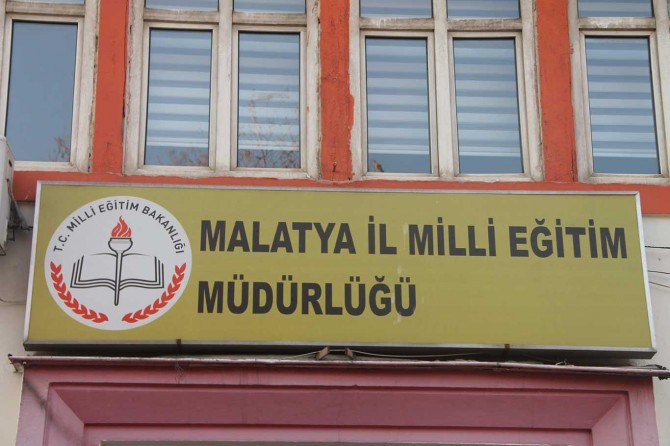 T.C. MİLLİ EĞİTİM BAKANLIĞI
MALATYA İL MİLLİ EĞİTİM
MÜDÜRLÜĞÜ